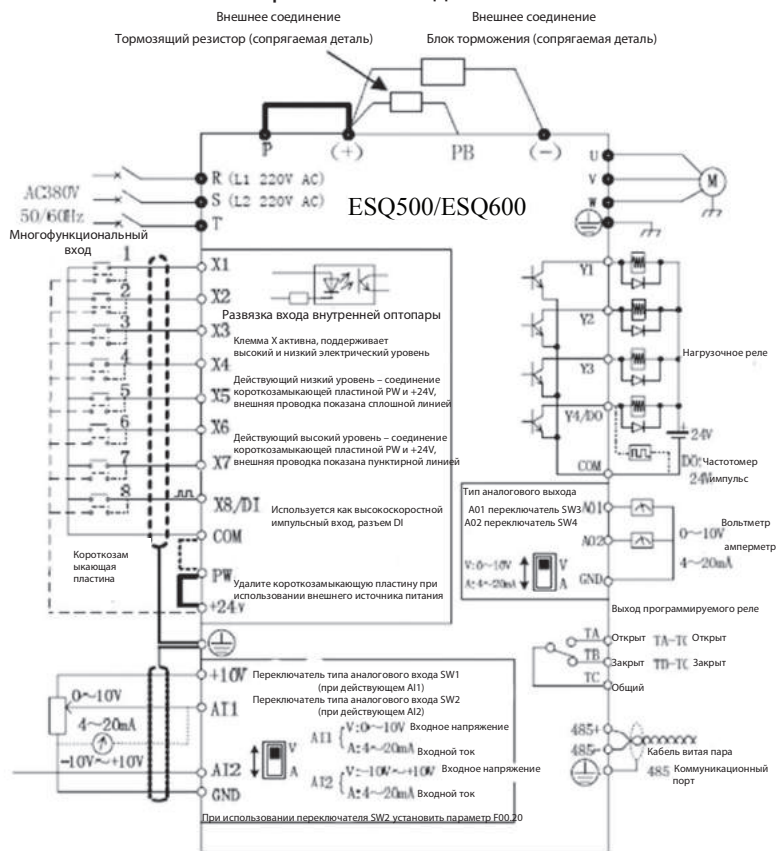 Внешнее соединение
Тормозящий резистор (сопрягаемая деталь)
Внешнее соединение
Блок торможения (сопрягаемая деталь)
P (+) PB (-)
AC380V
50/60Hz
R (L1 220V AC)
S (L2 220V AC)
T
ESQ500/ESQ600
U
V
W
M
Многофункциональный
вход
1 X1
2 X2
3 X3
4 X4
5 X5
6 X6
7 X7
8 X8/DI
COM
PW
+24V
Короткозам
ыкающая
пластина
Развязка входа внутренней оптопары
Клемма X активна, поддерживает
высокий и низкий электрический уровень
Действующий низкий уровень – соединение
короткозамыкающей пластиной PW и +24V,
внешняя проводка показана сплошной линией
Действующий высокий уровень – соединение
короткозамыкающей пластиной PW и +24V,
внешняя проводка показана пунктирной линией
Используется как высокоскоростной
импульсный вход, разъем DI
Удалите короткозамыкающую пластину при
использовании внешнего источника питания
Y1
Y2
Y3
Y4/DO
COM
Нагрузочное реле
24V
DO: Частотомер
24V импульс
Тип аналогового выхода
A01 переключатель SW3
A02 переключатель SW4
V:0~10V
A:4~20mA
V
A
A01
A02
GND
0~10V
4~20mA
Вольтметр
амперметр
Выход программируемого реле
TA Открыт TA-TC Открыт
TB Закрыт TB-TC Закрыт
TC Общий
485+
485-
Кабель витая пара
485 Коммуникационный
порт
0~10V
4~20mA
-10V~+10V
+10V
AI1
AI2
GND
Переключатель типа аналогового входа SW1
(при действующем AI1)
Переключатель типа аналогового входа SW2
(при действующем AI2)
V
A
AI1
V:0~10V Входное напряжение
A:4~20mA Входной ток
AI2
V:-10V~+10V Входное напряжение
A:4~20mA Входной ток
При использовании переключателя SW2 установить параметр F00.20